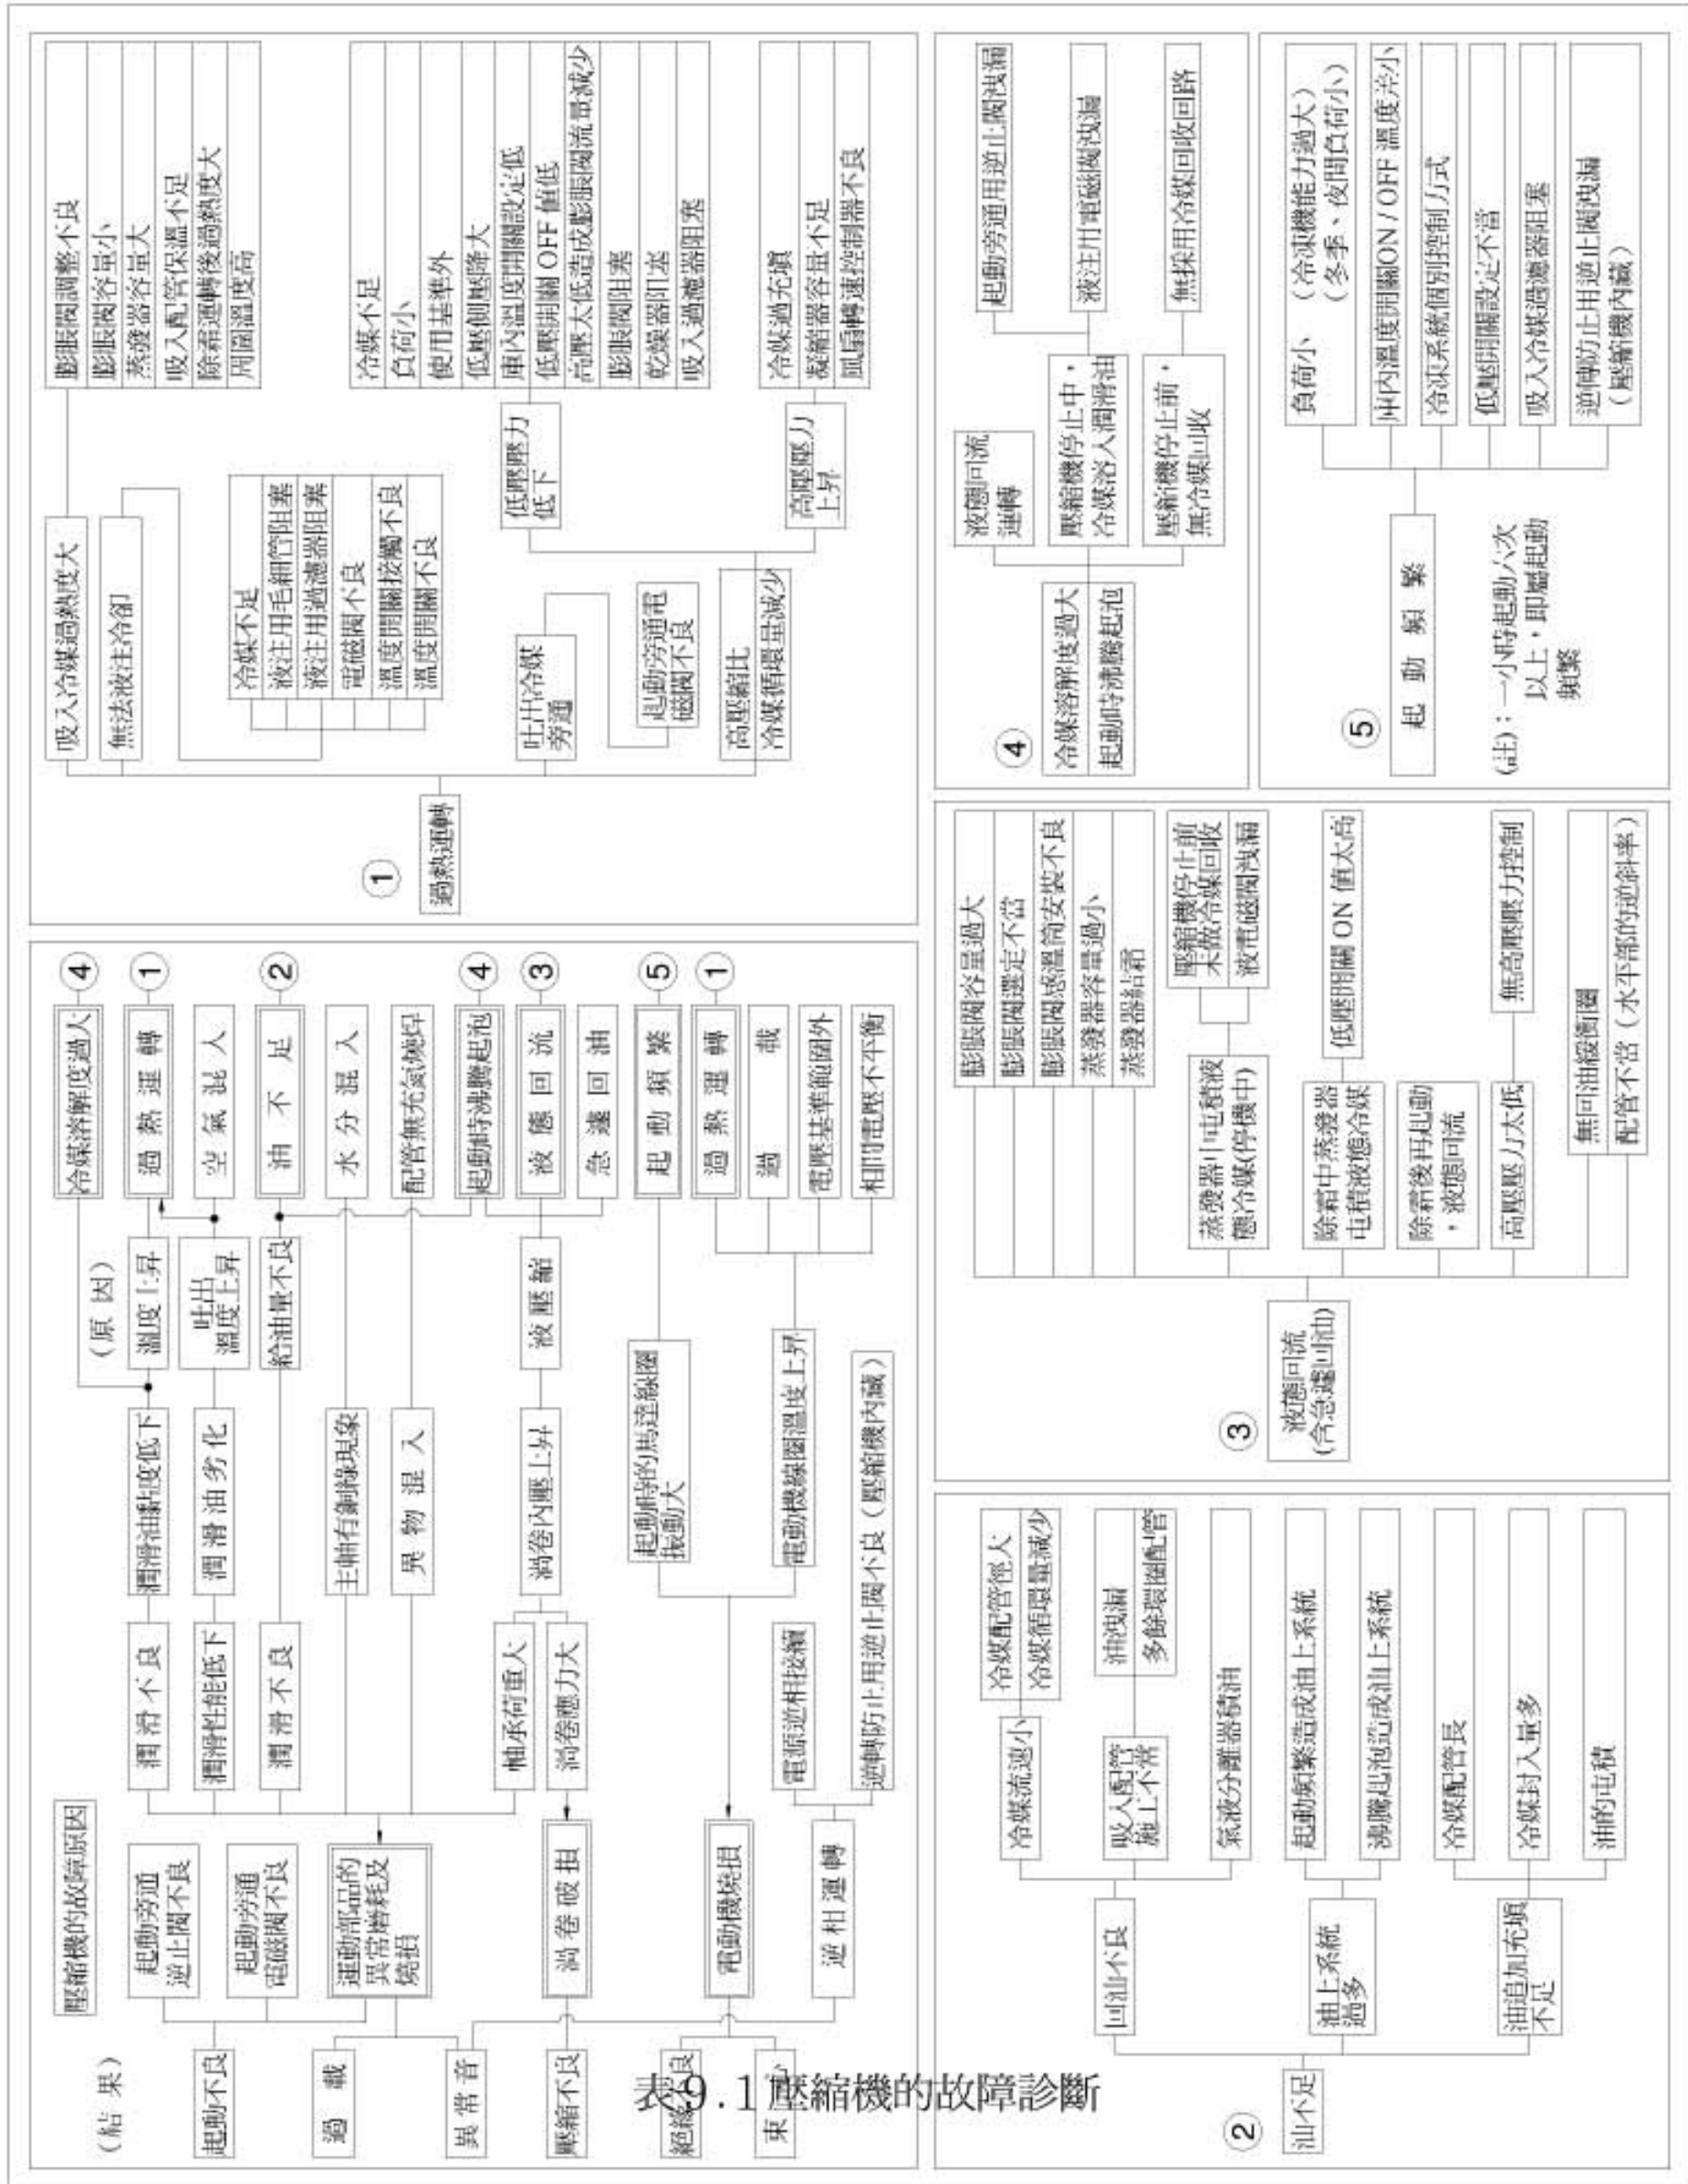 壓縮機的故障原因
(結 果)
(原 因)
起動不良
過 載
異常音
壓縮不良
起動旁通
逆止閥不良
起動旁通
電磁閥不良
運動部品的
異常磨耗及
燒損
渦卷破損
電動機燒損
逆相運轉
潤滑不良
潤滑性能低下
潤滑不良
軸承荷重大
渦卷應力大
電源逆相接續
逆轉防止用逆止閥不良（壓縮機內藏）
潤滑油黏度低下
潤滑油劣化
主軸有銅綠現象
異物混入
渦卷內壓上昇
起動時的馬達線圈
振動大
電動機線圈溫度上昇
溫度上昇
吐出
溫度上昇
給油量不良
液壓縮
冷媒溶解度過大
④
過熱運轉
①
空氣混入
油不足
②
水分混入
配管無充氮燒焊
起動時沸騰起泡
④
液態回流
③
急遽回油
起動頻繁
⑤
過熱運轉
①
過載
電壓基準範圍外
相間電壓不平衡
①
過熱運轉
吸入冷媒過熱度大
膨脹閥調整不良
膨脹閥容量小
蒸發器容量大
吸入配管保溫不足
除霜運轉後過熱度大
周圍溫度高
無法液注冷卻
冷媒不足
液注用毛細管阻塞
液注用過濾器阻塞
電磁閥不良
溫度開關接觸不良
溫度開關不良
吐出冷媒
旁通
起動旁通電
磁閥不良
高壓縮比
冷媒循環量減少
低壓壓力
低下
冷媒不足
負荷小
使用基準外
低壓側壓降大
庫內溫度開關設定低
低壓開關 OFF 值低
高壓太低造成膨脹閥流量減少
膨脹閥阻塞
乾燥器阻塞
吸入過濾器阻塞
高壓壓力
上昇
冷媒過充填
凝縮器容量不足
風扇轉速控制器不良
②
油不足
回油不良
冷媒流速小
冷媒配管徑大
冷媒循環量減少
吸入配管
施工不當
油洩漏
多餘環圈配管
氣液分離器積油
油上系統
過多
起動頻繁造成油上系統
沸騰起泡造成油上系統
油追加充填
不足
冷媒配管長
冷媒封入量多
油的屯積
③
液態回流
(含急遽回油)
膨脹閥容量過大
膨脹閥選定不當
膨脹閥感溫筒安裝不良
蒸發器容量過小
蒸發器結霜
蒸發器中屯積液
態冷媒(停機中)
壓縮機停止前
未做冷媒回收
液電磁閥洩漏
除霜中蒸發器
屯積液態冷媒
低壓開關 ON 值太高
除霜後再起動
，液態回流
高壓壓力太低
無高壓壓力控制
無回油緩衝圈
配管不當（水平部的逆斜率）
④
冷媒溶解度過大
起動時沸騰起泡
液態回流
運轉
壓縮機停止中，
冷媒溶入潤滑油
起動旁通用逆止閥洩漏
液注用電磁閥洩漏
壓縮機停止前，
無冷媒回收
無採用冷媒回收回路
⑤
起 動 頻 繁
負荷小 （冷凍機能力過大）
（冬季、夜間負荷小）
庫內溫度開關ON / OFF 溫度差小
冷凍系統個別控制方式
低壓開關設定不當
吸入冷媒過濾器阻塞
逆轉防止用逆止閥洩漏
（壓縮機內藏）
(註)：一小時起動六次
以上，即屬起動
頻繁
表9.1 壓縮機的故障診斷